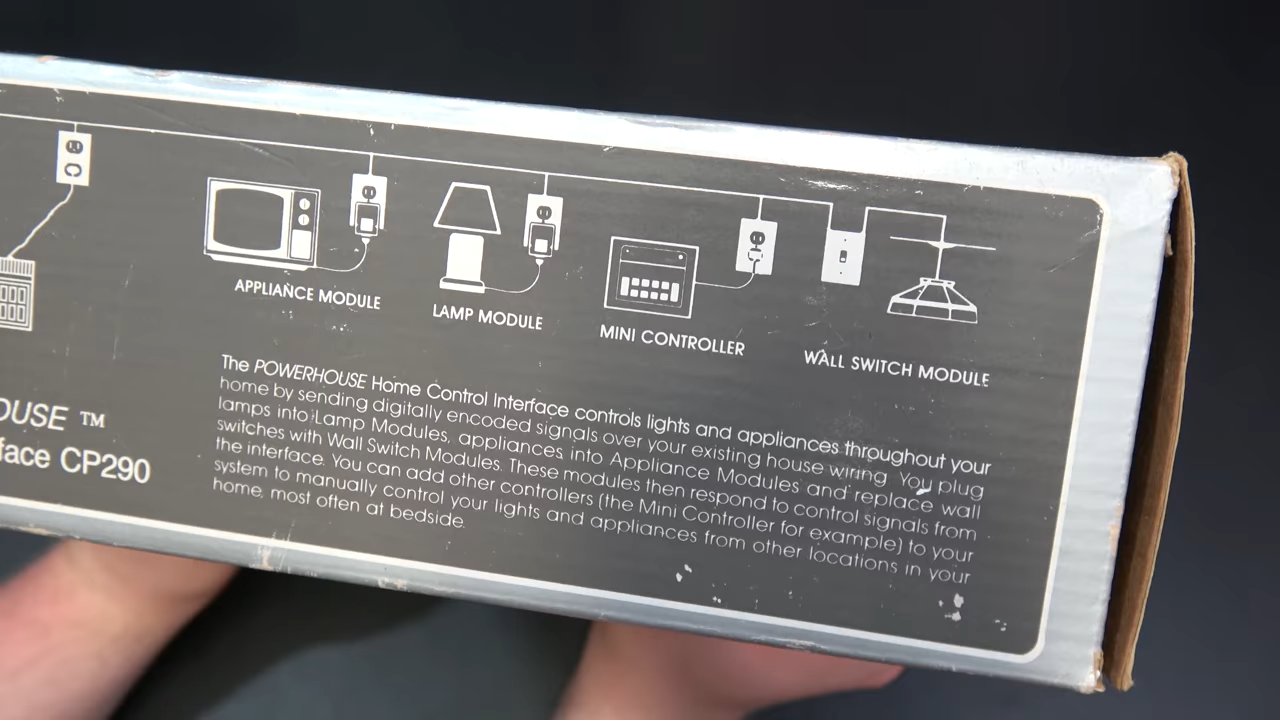 APPLIANCE MODULE
LAMP MODULE
MINI CONTROLLER
WALL SWITCH MODULE
OUSE ™
face CP290
The POWERHOUSE Home Control Interface controls lights and appliances throughout your
home by sending digitally encoded signals over your existing house wiring. You plug
lamps into Lamp Modules, appliances into Appliance Modules and replace wall
switches with Wall Switch Modules. These modules then respond to control signals from
the interface. You can add other controllers (the Mini Controller for example) to your
system to manually control your lights and appliances from other locations in your
home, most often at bedside.